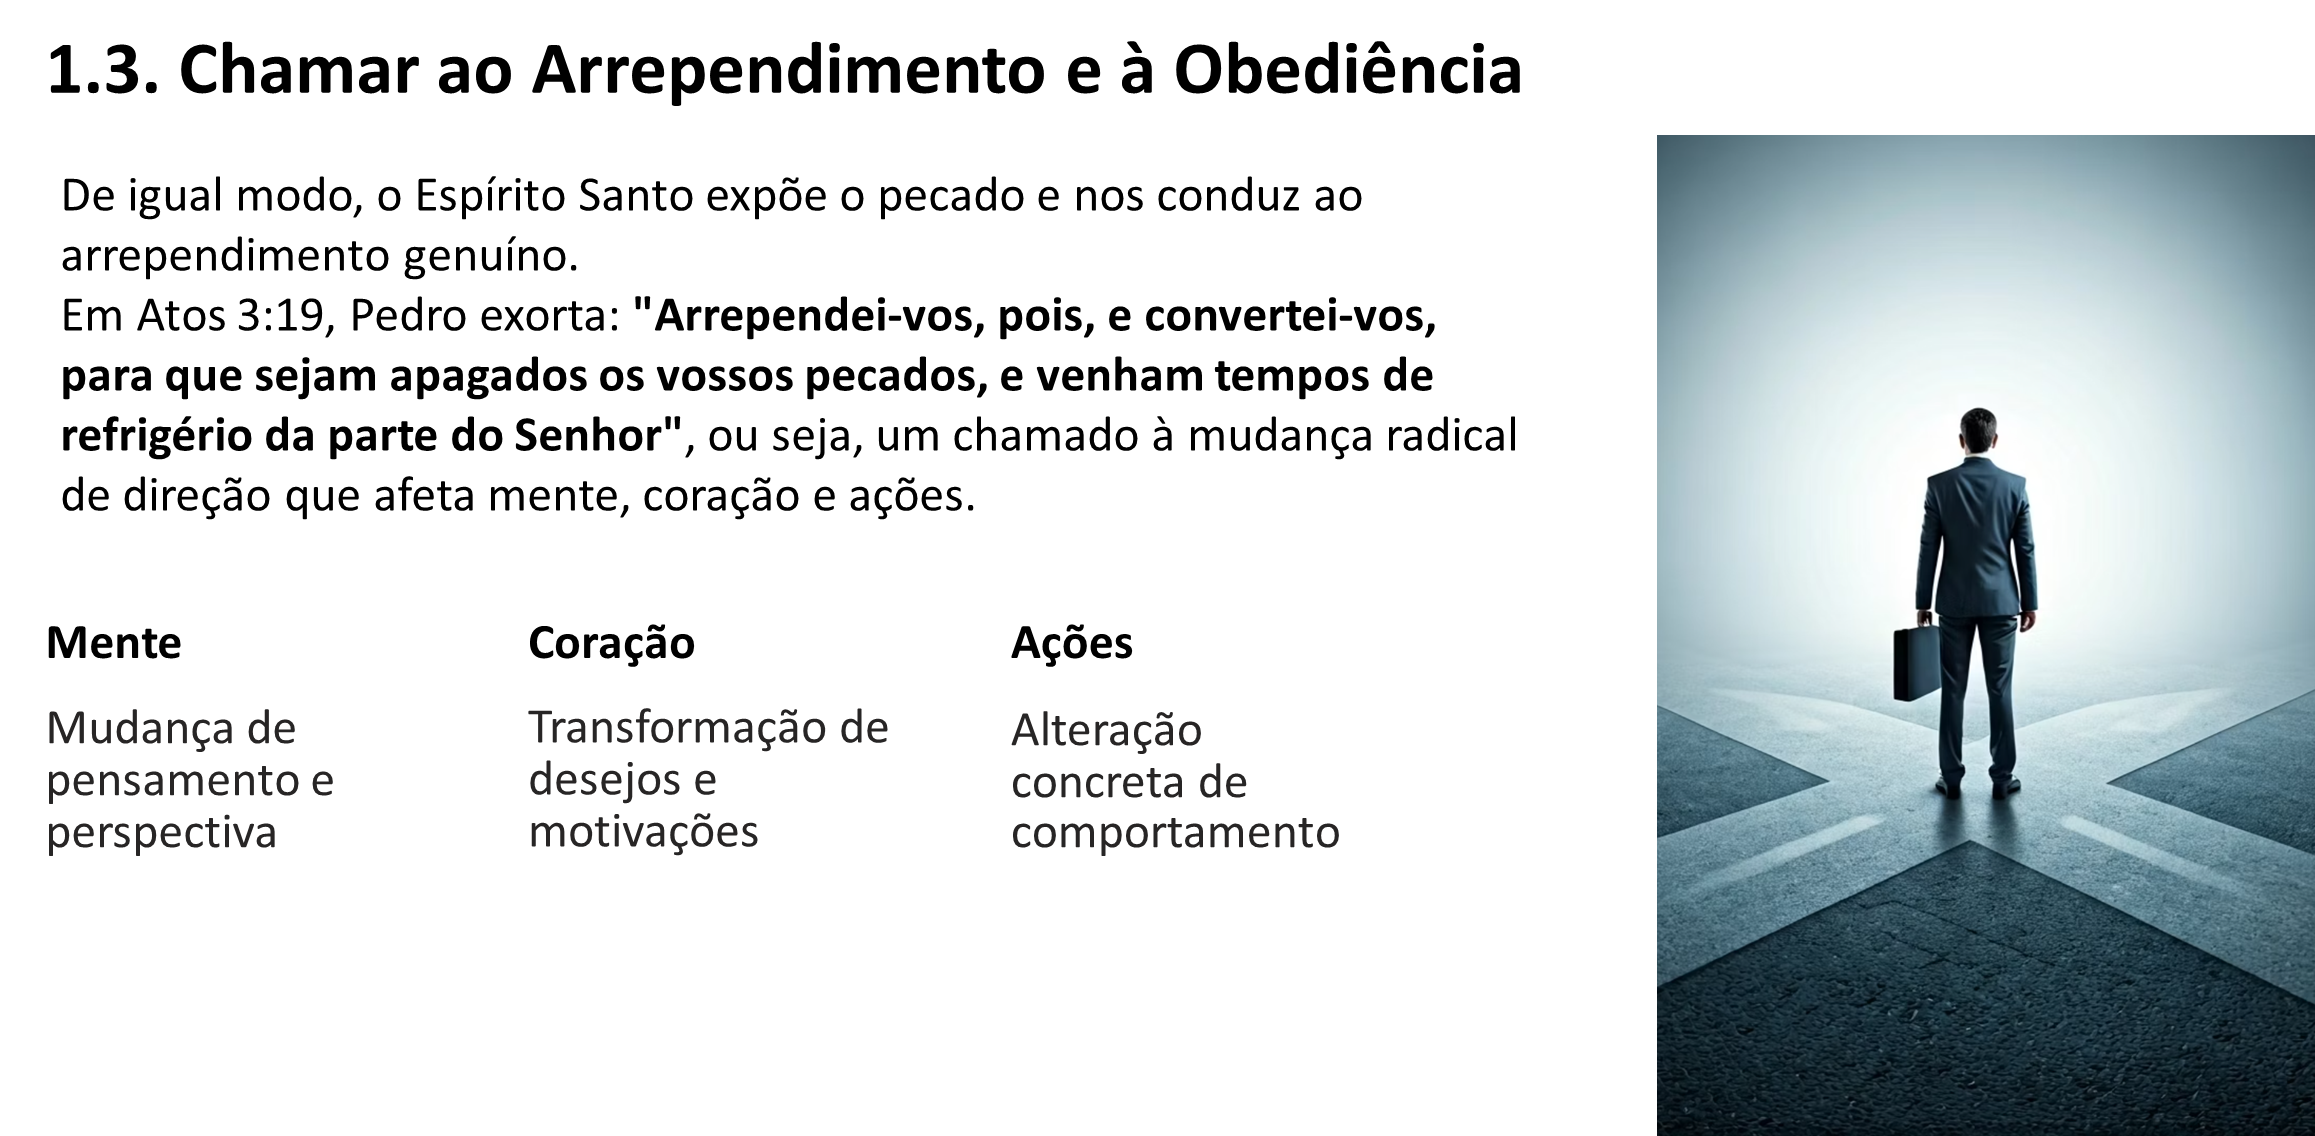 1.3. Chamar ao Arrependimento e à Obediência
De igual modo, o Espírito Santo expõe o pecado e nos conduz ao
arrependimento genuíno.
Em Atos 3:19, Pedro exorta: "Arrependei-vos, pois, e convertei-vos,
para que sejam apagados os vossos pecados, e venham tempos de
refrigério da parte do Senhor", ou seja, um chamado à mudança radical
de direção que afeta mente, coração e ações.
Mente
Mudança de
pensamento e
perspectiva
Coração
Transformação de
desejos e
motivações
Ações
Alteração
concreta de
comportamento